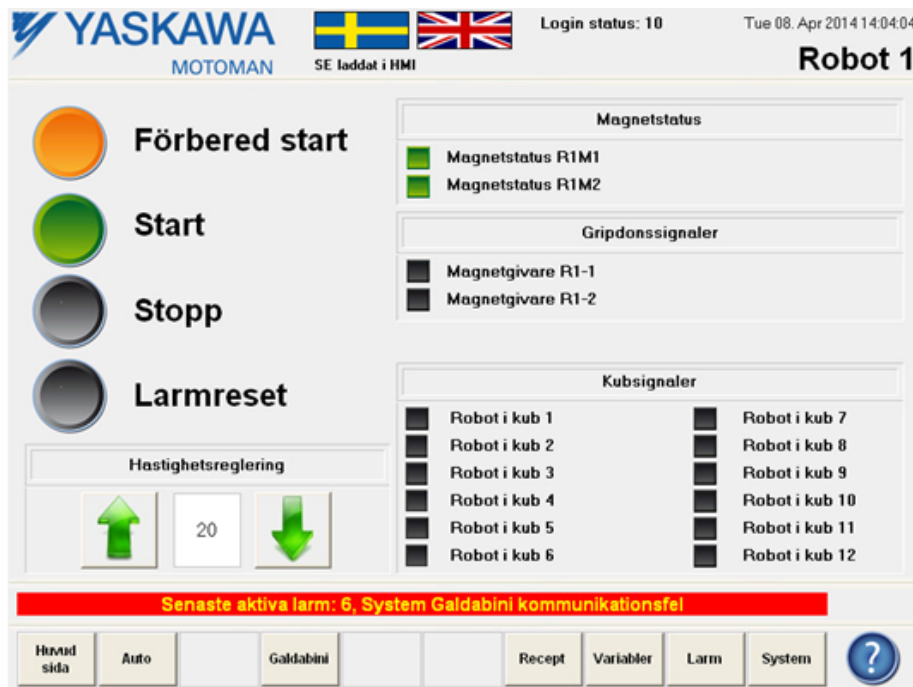 YASKAWA
MOTOMAN
SE laddat i HMI
Login status: 10
Tue 08. Apr 2014 14:04:04
Robot 1
Förbered start
Start
Stopp
Larmreset
Hastighetsreglering
20
Magnetstatus
Magnetstatus R1M1
Magnetstatus R1M2
Gripdonssignaler
Magnetgivare R1-1
Magnetgivare R1-2
Kubsignaler
Robot i kub 1
Robot i kub 2
Robot i kub 3
Robot i kub 4
Robot i kub 5
Robot i kub 6
Robot i kub 7
Robot i kub 8
Robot i kub 9
Robot i kub 10
Robot i kub 11
Robot i kub 12
Senaste aktiva larm: 6, System Galdabini kommunikationsfel
Huvud
sida
Auto
Galdabini
Recept
Variabler
Larm
System
?